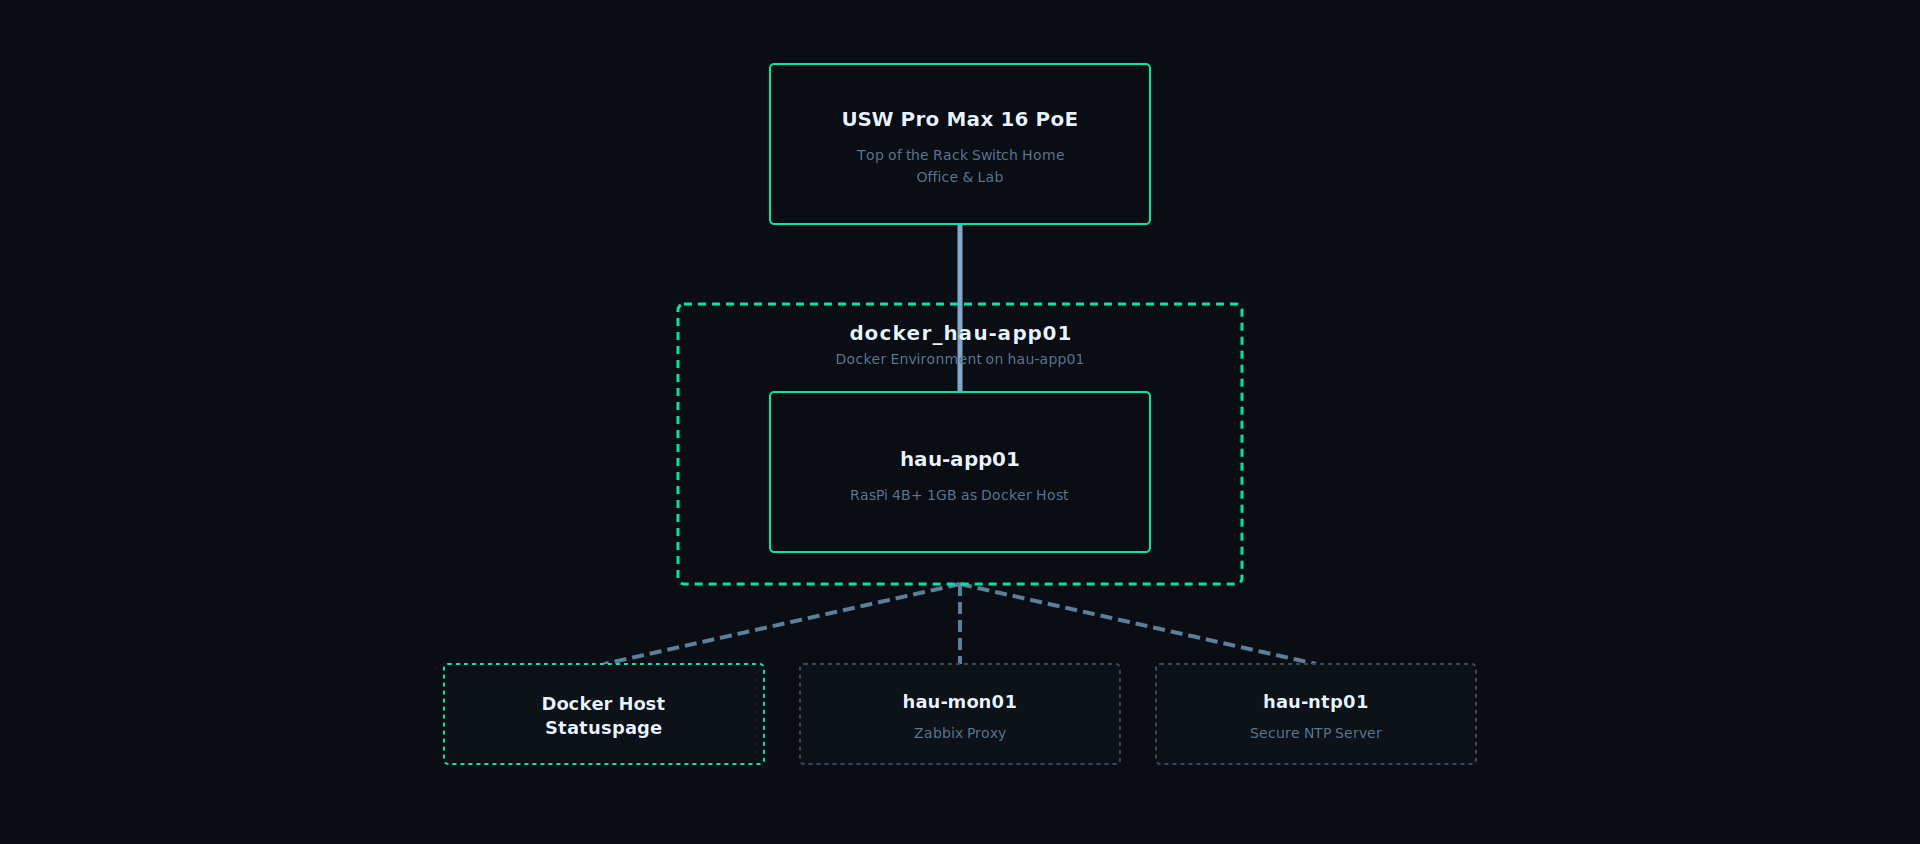 USW Pro Max 16 PoE
Top of the Rack Switch Home
Office & Lab
docker_hau-app01
Docker Environment on hau-app01
hau-app01
RasPi 4B+ 1GB as Docker Host
Docker Host
Statuspage
hau-mon01
Zabbix Proxy
hau-ntp01
Secure NTP Server